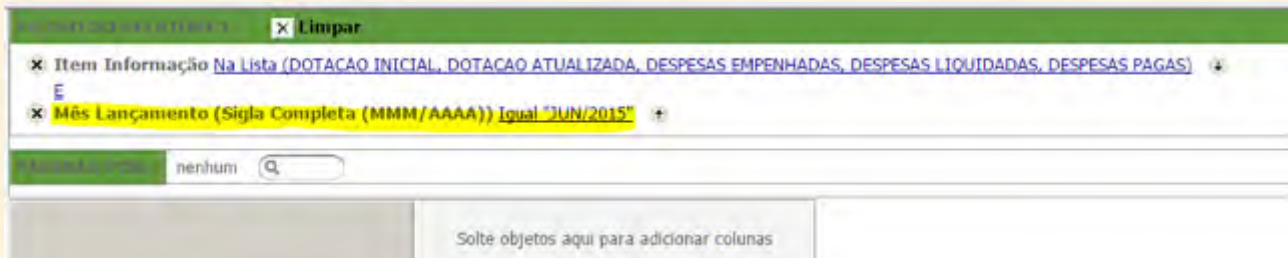 Limpar
Item Informação Na Lista (DOTACAO INICIAL, DOTACAO ATUALIZADA, DESPESAS EMPENHADAS, DESPESAS LIQUIDADAS, DESPESAS PAGAS)
E
Mês Lançamento (Sigla Completa (MMM/AAAA)) Igual "JUN/2015"
nenhum
Solte objetos aqui para adicionar colunas